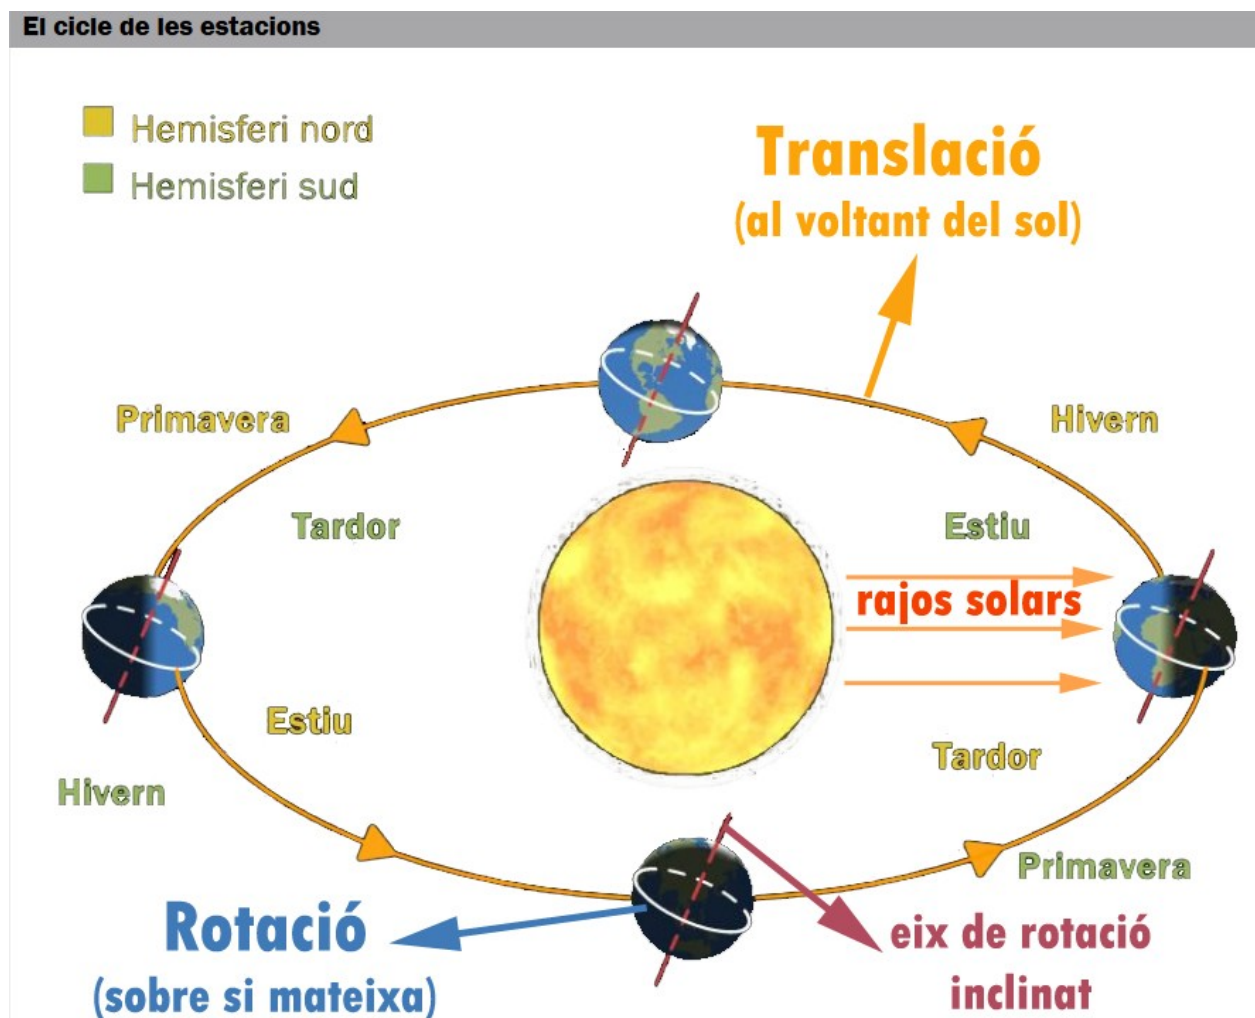 El cicle de les estacions
Hemisferi nord
Hemisferi sud
Translació
(al voltant del sol)
Primavera
Hivern
Tardor
Estiu
rajos solars
Estiu
Tardor
Hivern
Primavera
Rotació
(sobre si mateixa)
eix de rotació
inclinat